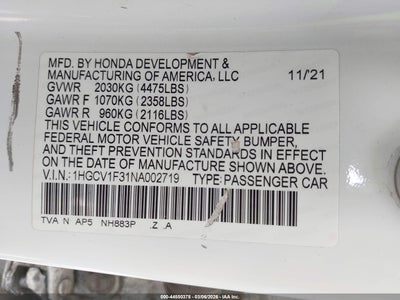 MFD. BY HONDA DEVELOPMENT &
MANUFACTURING OF AMERICA, LLC 11/21
GVWR 2030KG (4475LBS)
GAWR F 1070KG (2358LBS)
GAWR R 960KG (2116LBS)
THIS VEHICLE CONFORMS TO ALL APPLICABLE
FEDERAL MOTOR VEHICLE SAFETY, BUMPER,
AND THEFT PREVENTION STANDARDS IN EFFECT
ON THE DATE OF MANUFACTURE SHOWN ABOVE.
V.I.N.: 1HGCV1F31NA002719 TYPE: PASSENGER CAR
TVA N AP5 NH883P .Z .A
000-44550375 - 03/06/2026 - IAA Inc.